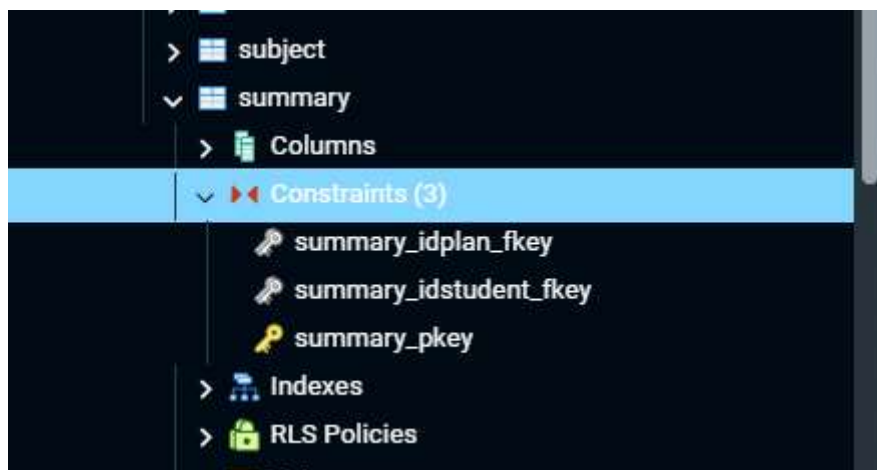 subject
summary
Columns
Constraints (3)
summary_idplan_fkey
summary_idstudent_fkey
summary_pkey
Indexes
RLS Policies